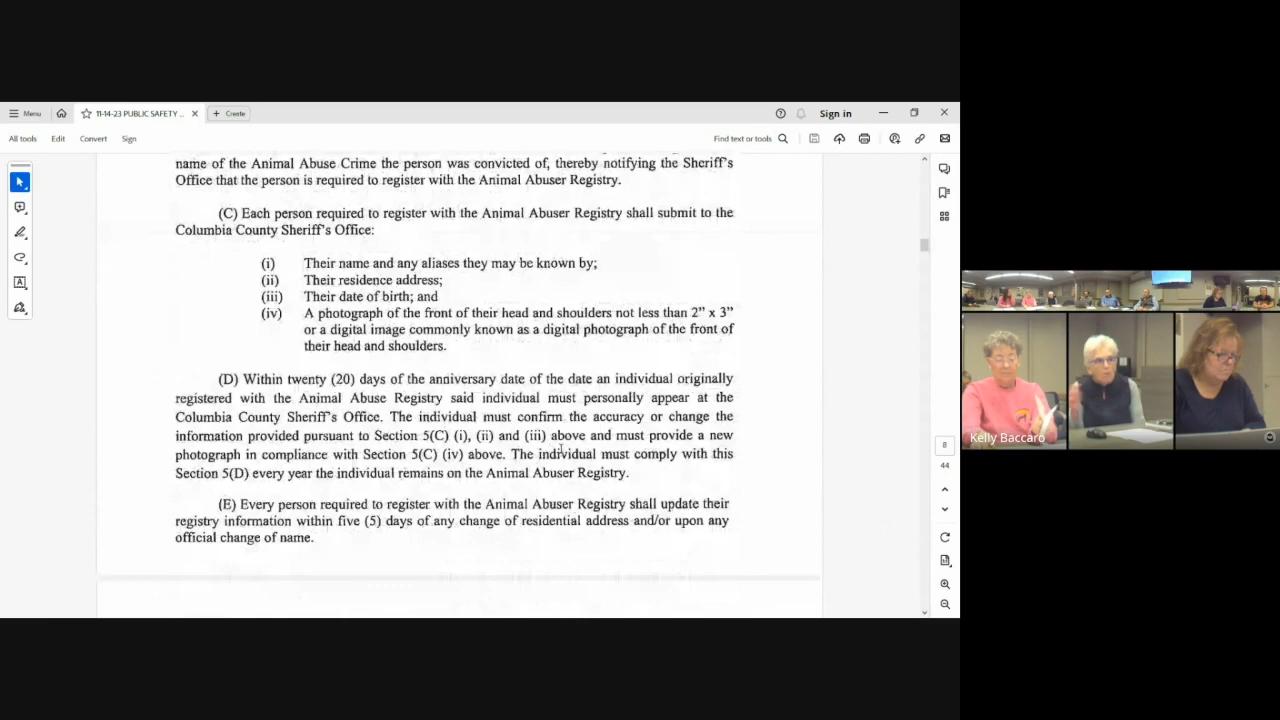 Menu
11-14-23 PUBLIC SAFETY ...
Create
Sign in
All tools
Edit
Convert
Sign
Find text or tools
name of the Animal Abuse Crime the person was convicted of, thereby notifying the Sheriff's
Office that the person is required to register with the Animal Abuser Registry.
(C) Each person required to register with the Animal Abuser Registry shall submit to the
Columbia County Sheriff's Office:
(i) Their name and any aliases they may be known by;
(ii) Their residence address;
(iii) Their date of birth; and
(iv) A photograph of the front of their head and shoulders not less than 2" x 3"
or a digital image commonly known as a digital photograph of the front of
their head and shoulders.
(D) Within twenty (20) days of the anniversary date of the date an individual originally
registered with the Animal Abuse Registry said individual must personally appear at the
Columbia County Sheriff's Office. The individual must confirm the accuracy or change the
information provided pursuant to Section 5(C) (i), (ii) and (iii) above and must provide a new
photograph in compliance with Section 5(C) (iv) above. The individual must comply with this
Section 5(D) every year the individual remains on the Animal Abuser Registry.
(E) Every person required to register with the Animal Abuser Registry shall update their
registry information within five (5) days of any change of residential address and/or upon any
official change of name.
8
44
Kelly Baccaro